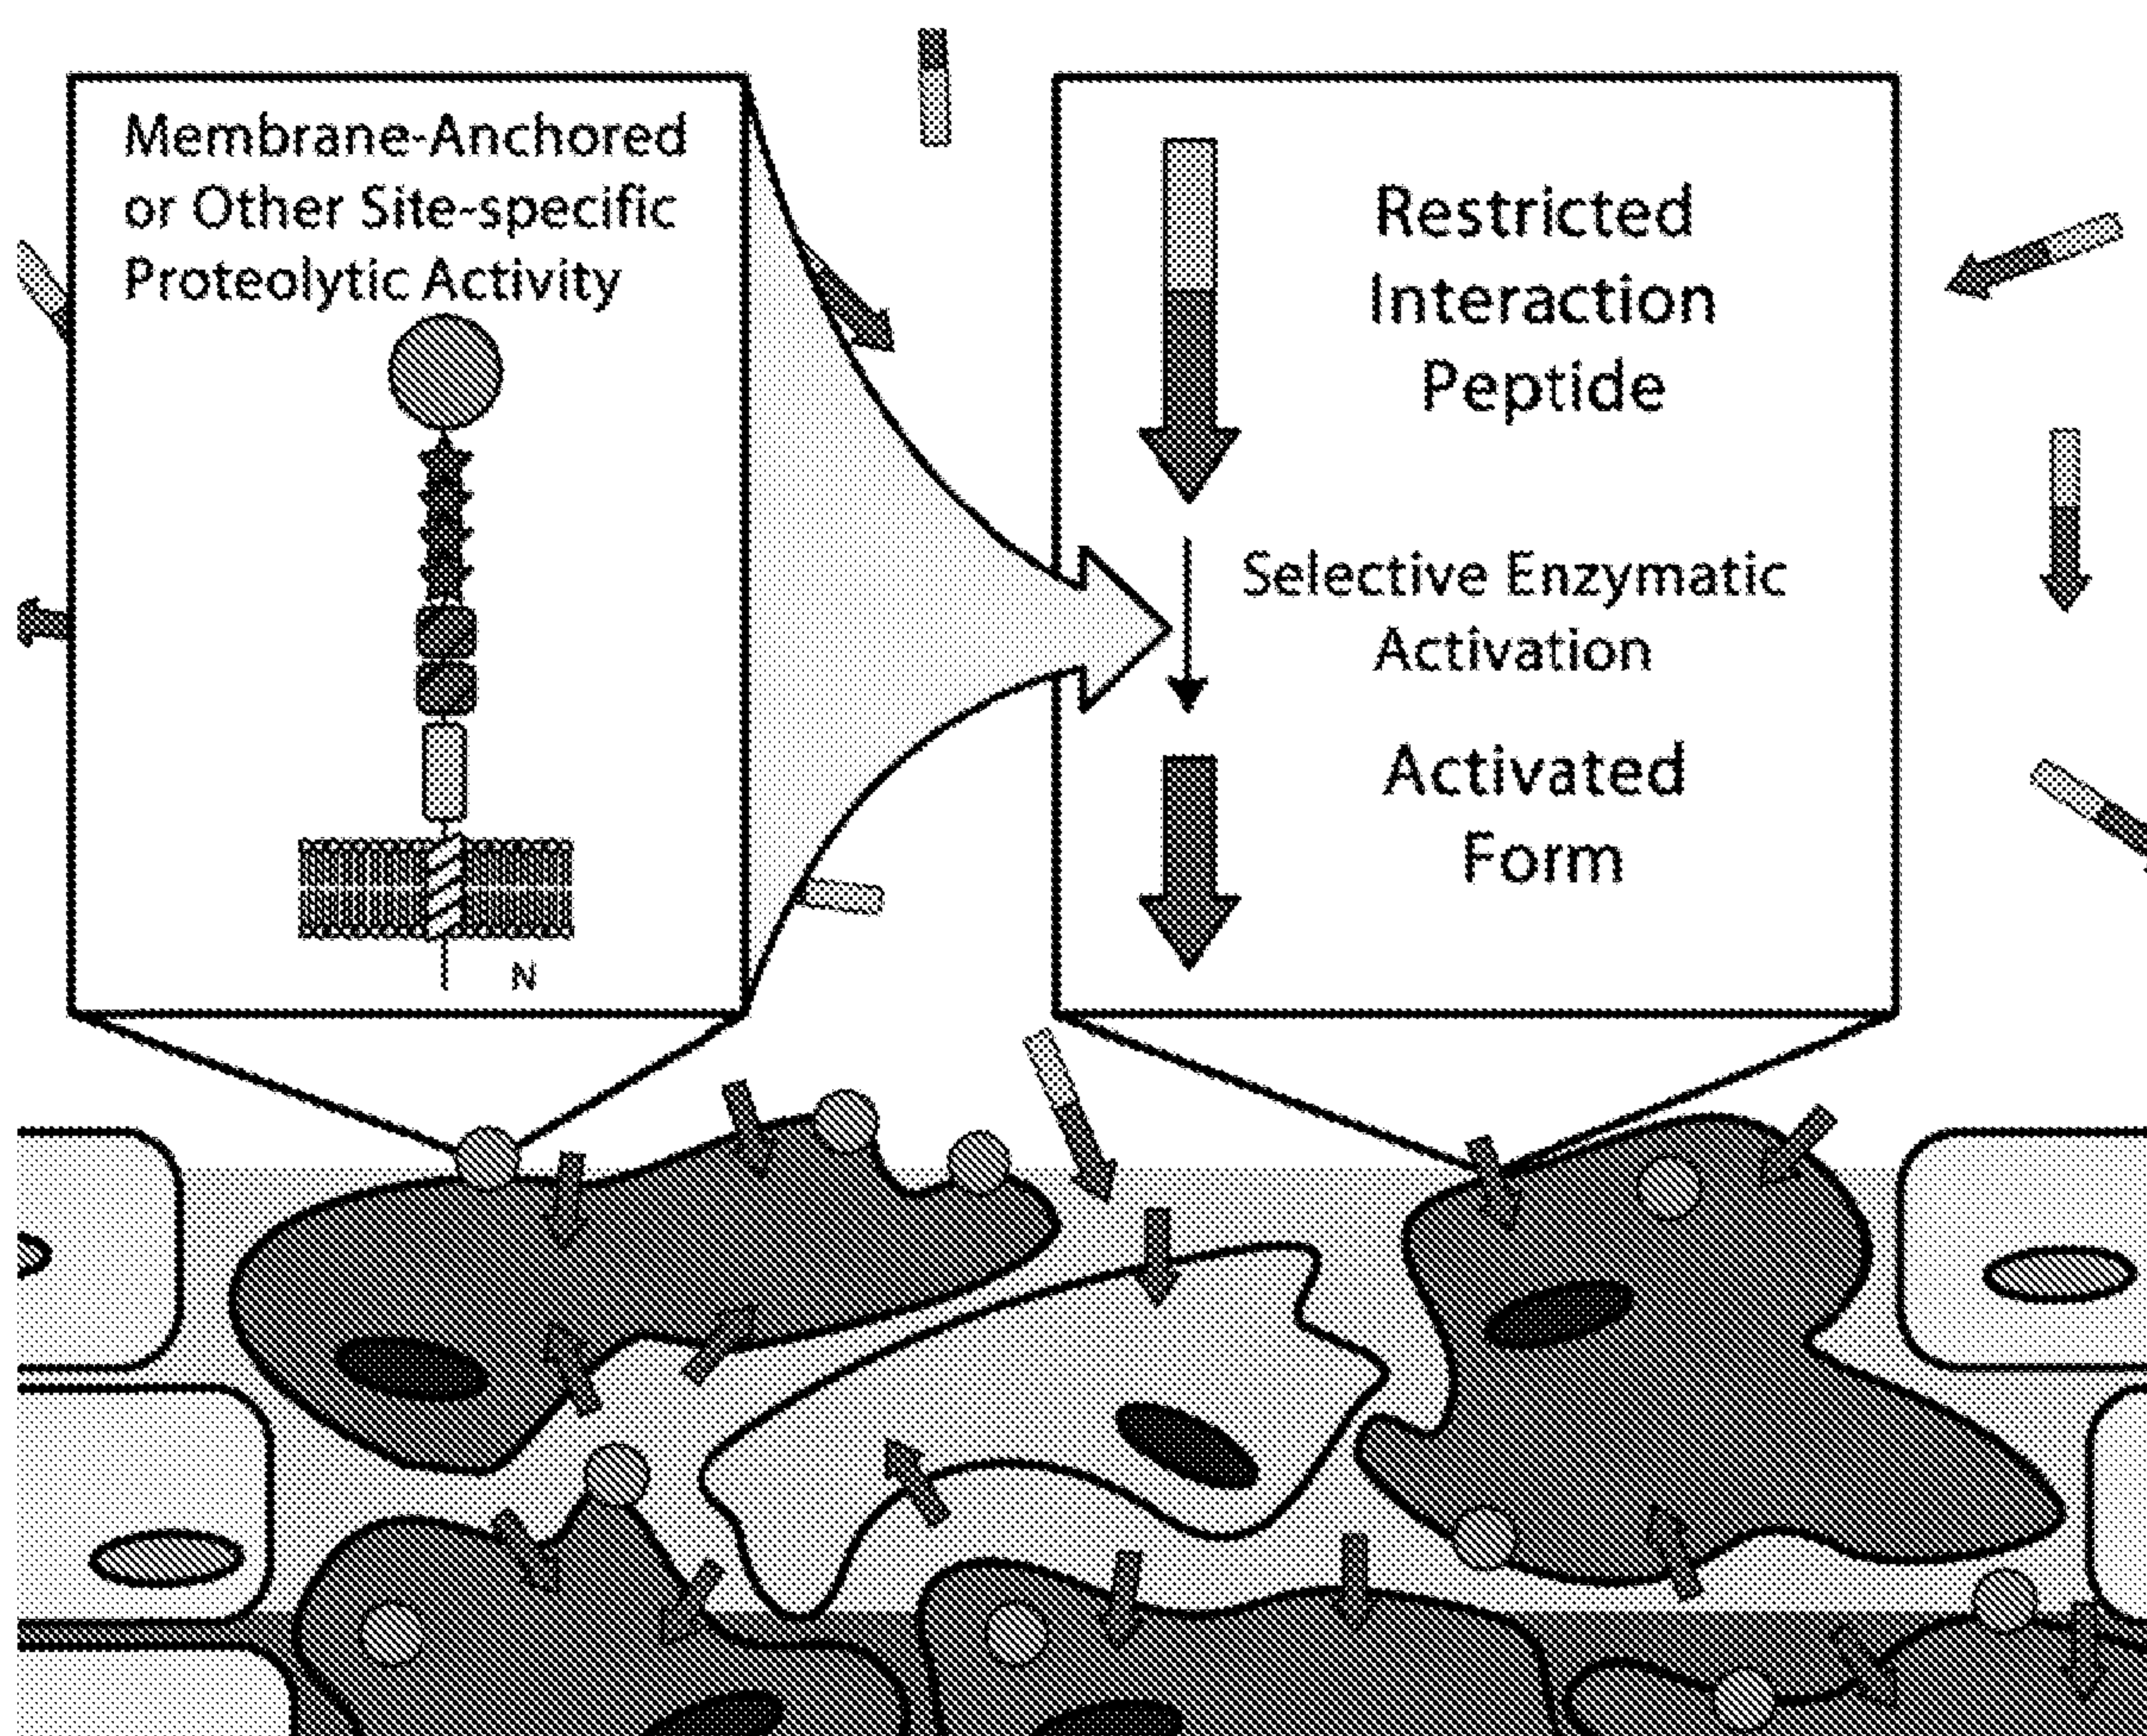 Membrane-Anchored
or Other Site-specific
Proteolytic Activity
N
Restricted
Interaction
Peptide
Selective Enzymatic
Activation
Activated
Form